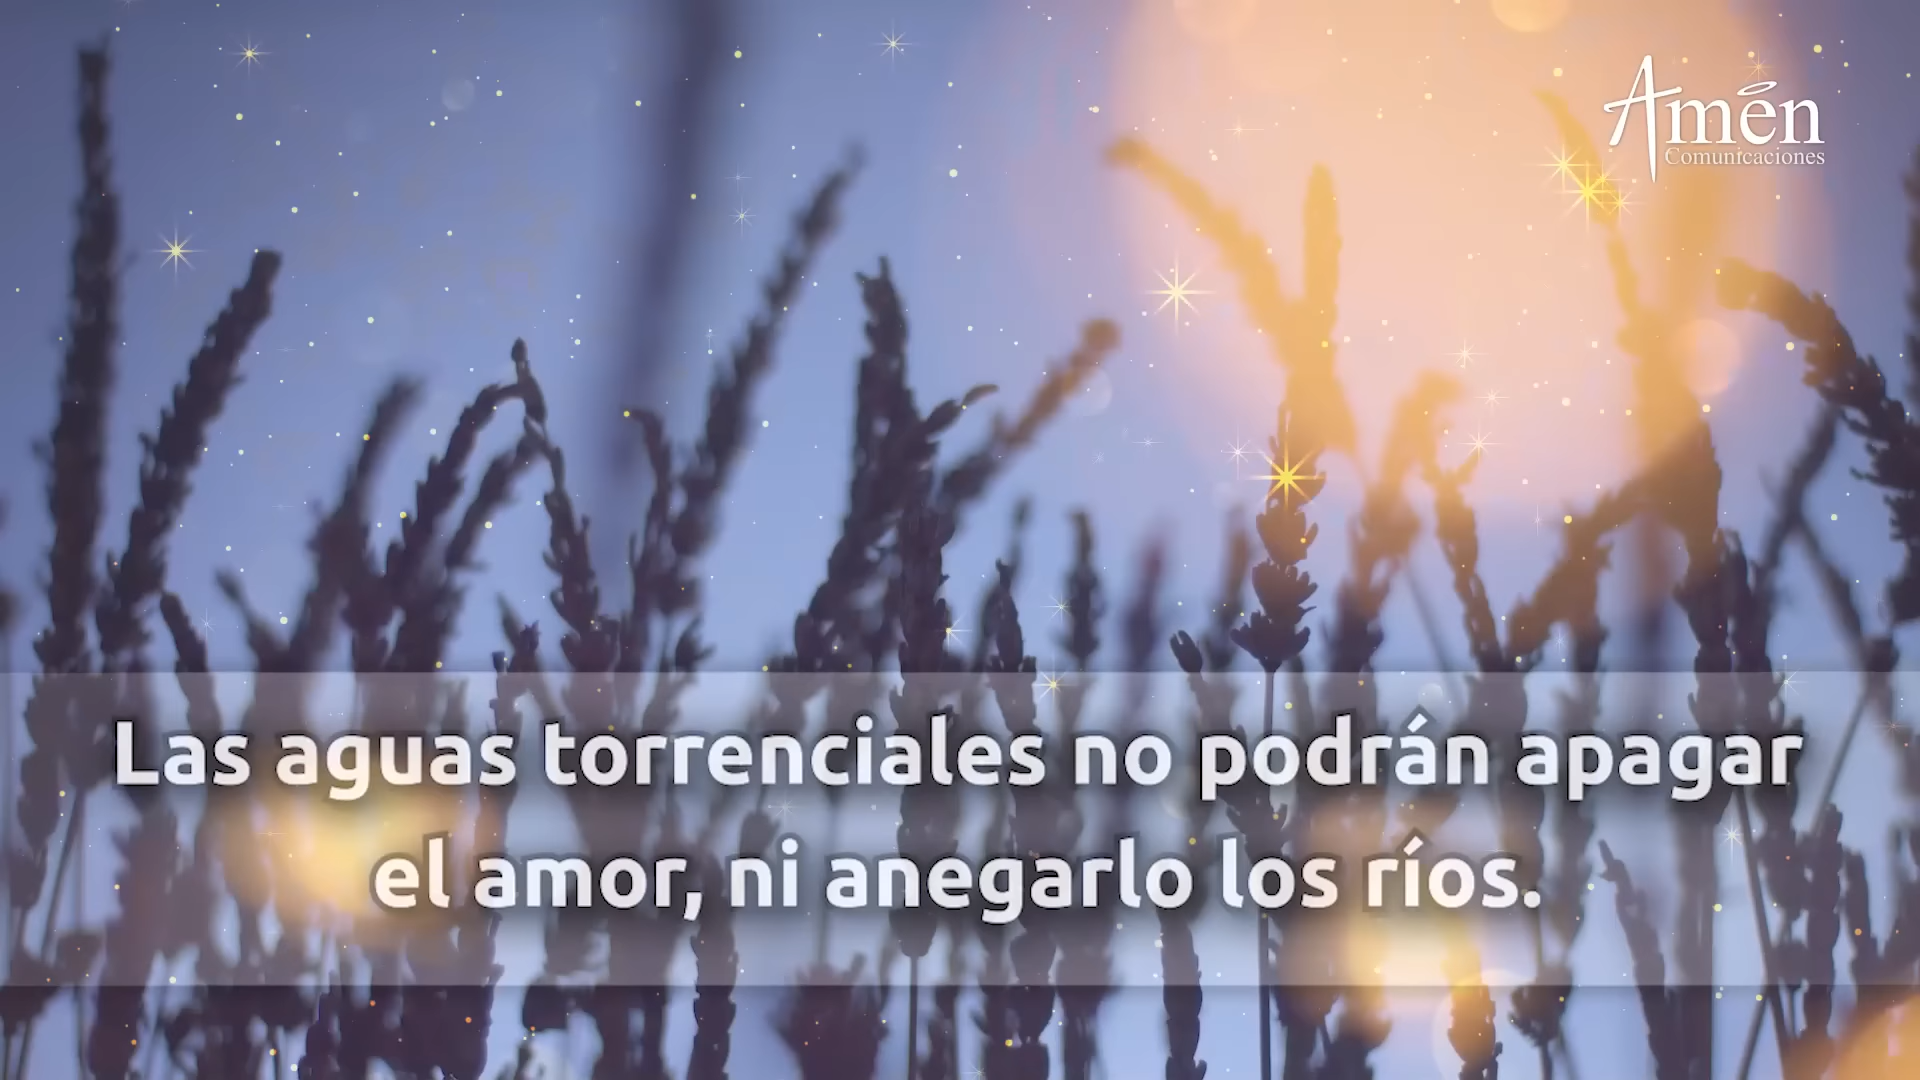 Amén
Comunicaciones
Las aguas torrenciales no podrán apagar
el amor, ni anegarlo los ríos.